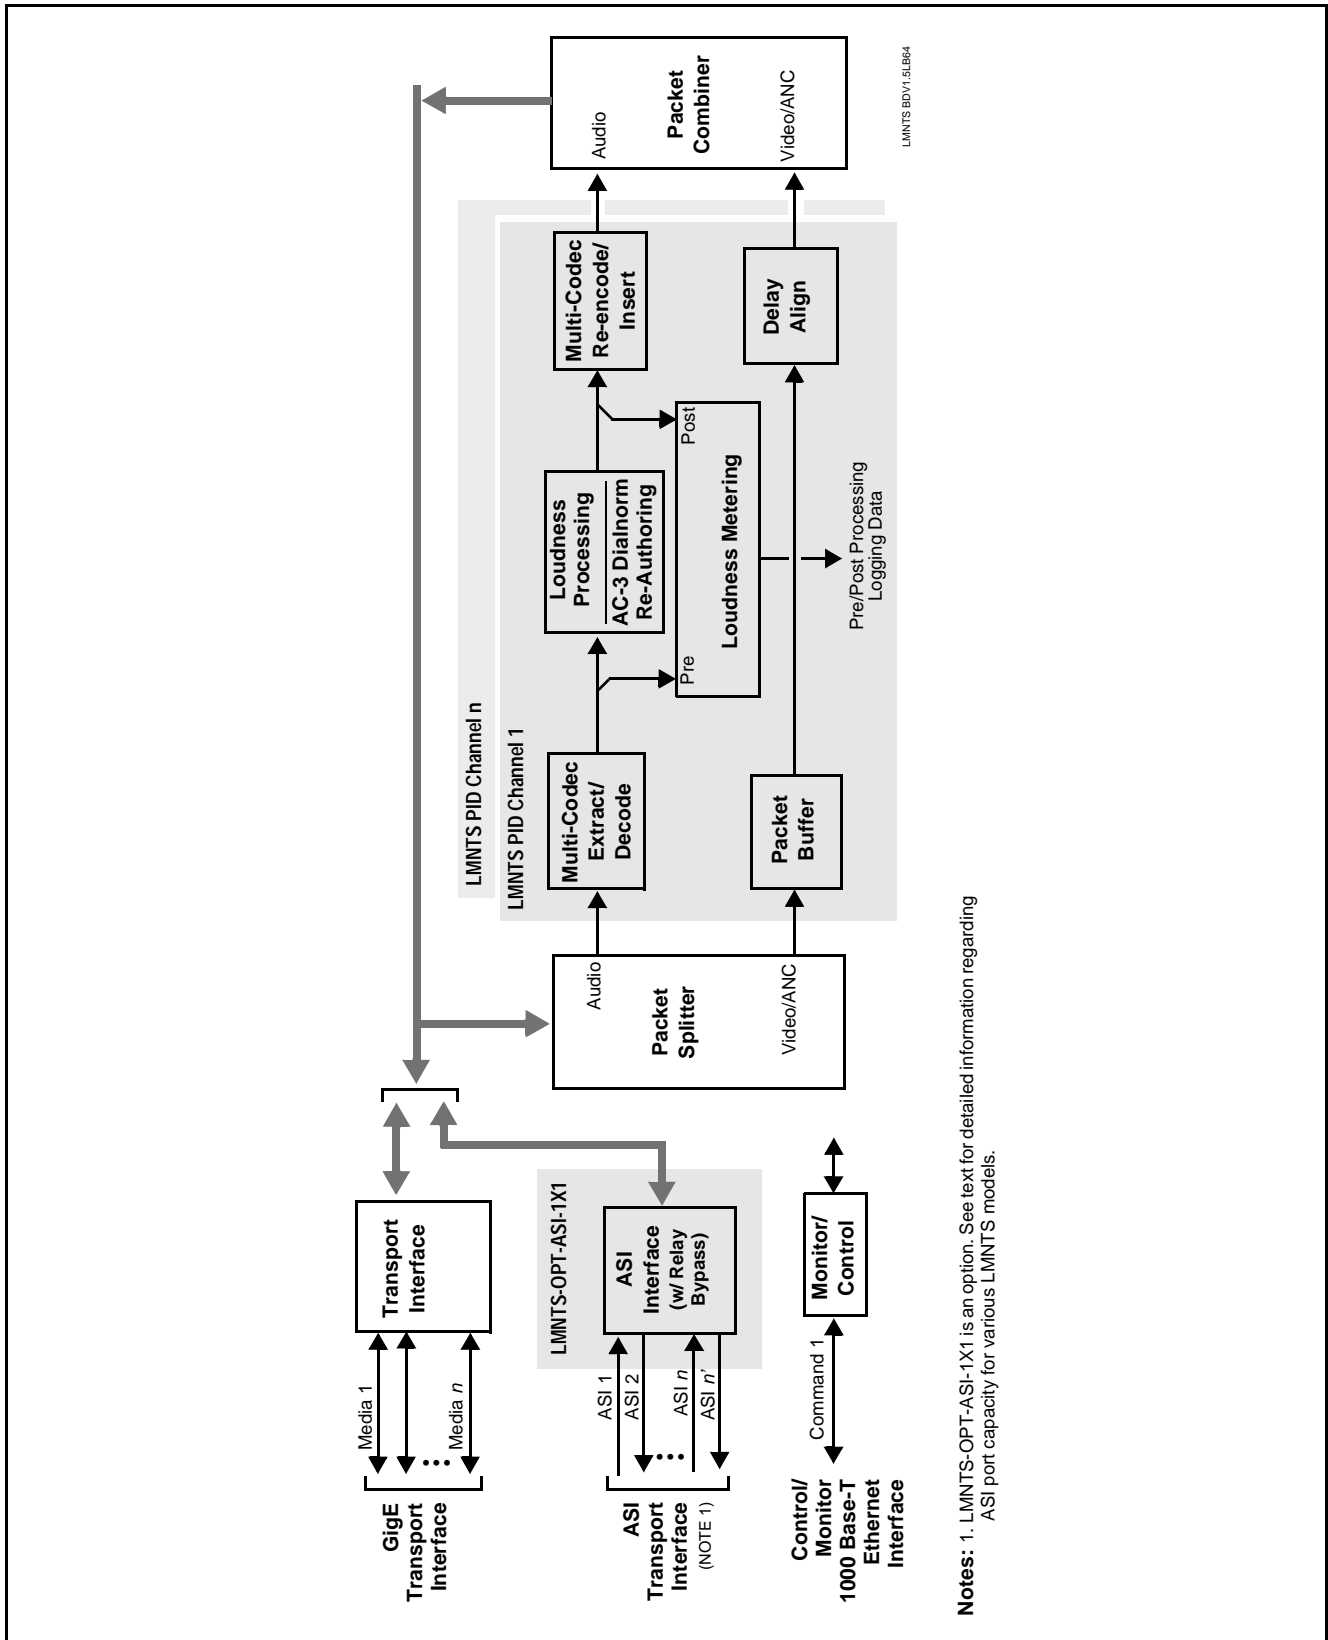 GigE
Transport
Interface
Media 1
Media n
Transport
Interface
ASI
Transport
Interface
(NOTE 1)
ASI 1
ASI 2
ASI n
ASI n'
LMNTS-OPT-ASI-1X1
ASI
Interface
(w/ Relay
Bypass)
Control/
Monitor
1000 Base-T
Ethernet
Interface
Command 1
Monitor/
Control
Audio
Packet
Splitter
Video/ANC
LMNTS PID Channel n
LMNTS PID Channel 1
Multi-Codec
Extract/
Decode
Packet
Buffer
Loudness
Processing
AC-3 Dialnorm
Re-Authoring
Pre
Post
Loudness Metering
Pre/Post Processing
Logging Data
Multi-Codec
Re-encode/
Insert
Delay
Align
Audio
Packet
Combiner
Video/ANC
LMNTS BDV1.5LB64
Notes: 1. LMNTS-OPT-ASI-1X1 is an option. See text for detailed information regarding
ASI port capacity for various LMNTS models.